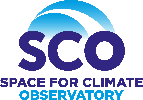 SCO
SPACE FOR CLIMATE
OBSERVATORY